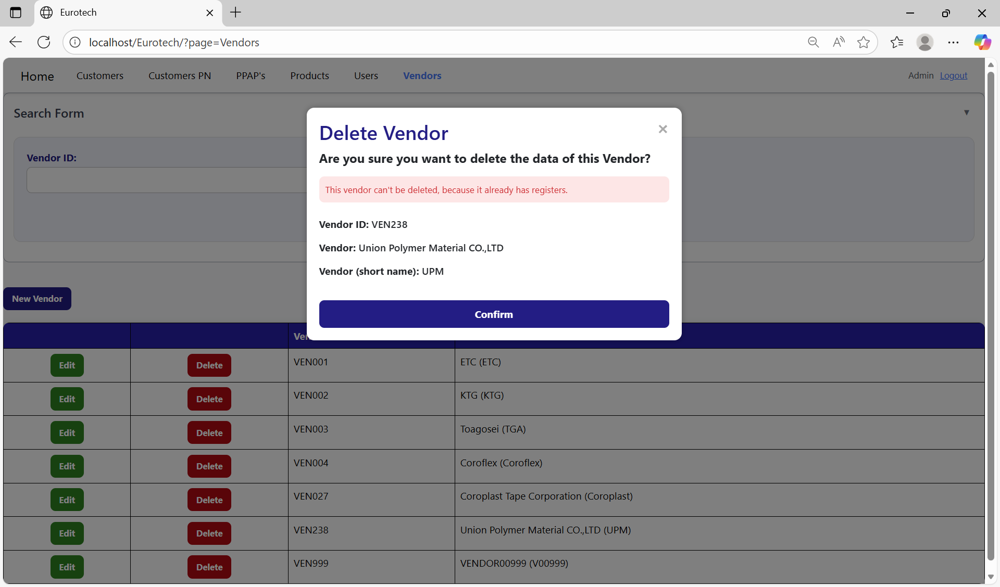 Eurotech
localhost/Eurotech/?page=Vendors
Home Customers Customers PN PPAP's Products Users Vendors Admin Logout
Search Form
Vendor ID:
New Vendor
Delete Vendor
Are you sure you want to delete the data of this Vendor?
This vendor can't be deleted, because it already has registers.
Vendor ID: VEN238
Vendor: Union Polymer Material CO.,LTD
Vendor (short name): UPM
Confirm
Edit Delete VEN001 ETC (ETC)
Edit Delete VEN002 KTG (KTG)
Edit Delete VEN003 Toagosei (TGA)
Edit Delete VEN004 Coroflex (Coroflex)
Edit Delete VEN027 Coroplast Tape Corporation (Coroplast)
Edit Delete VEN238 Union Polymer Material CO.,LTD (UPM)
Edit Delete VEN999 VENDOR00999 (V00999)